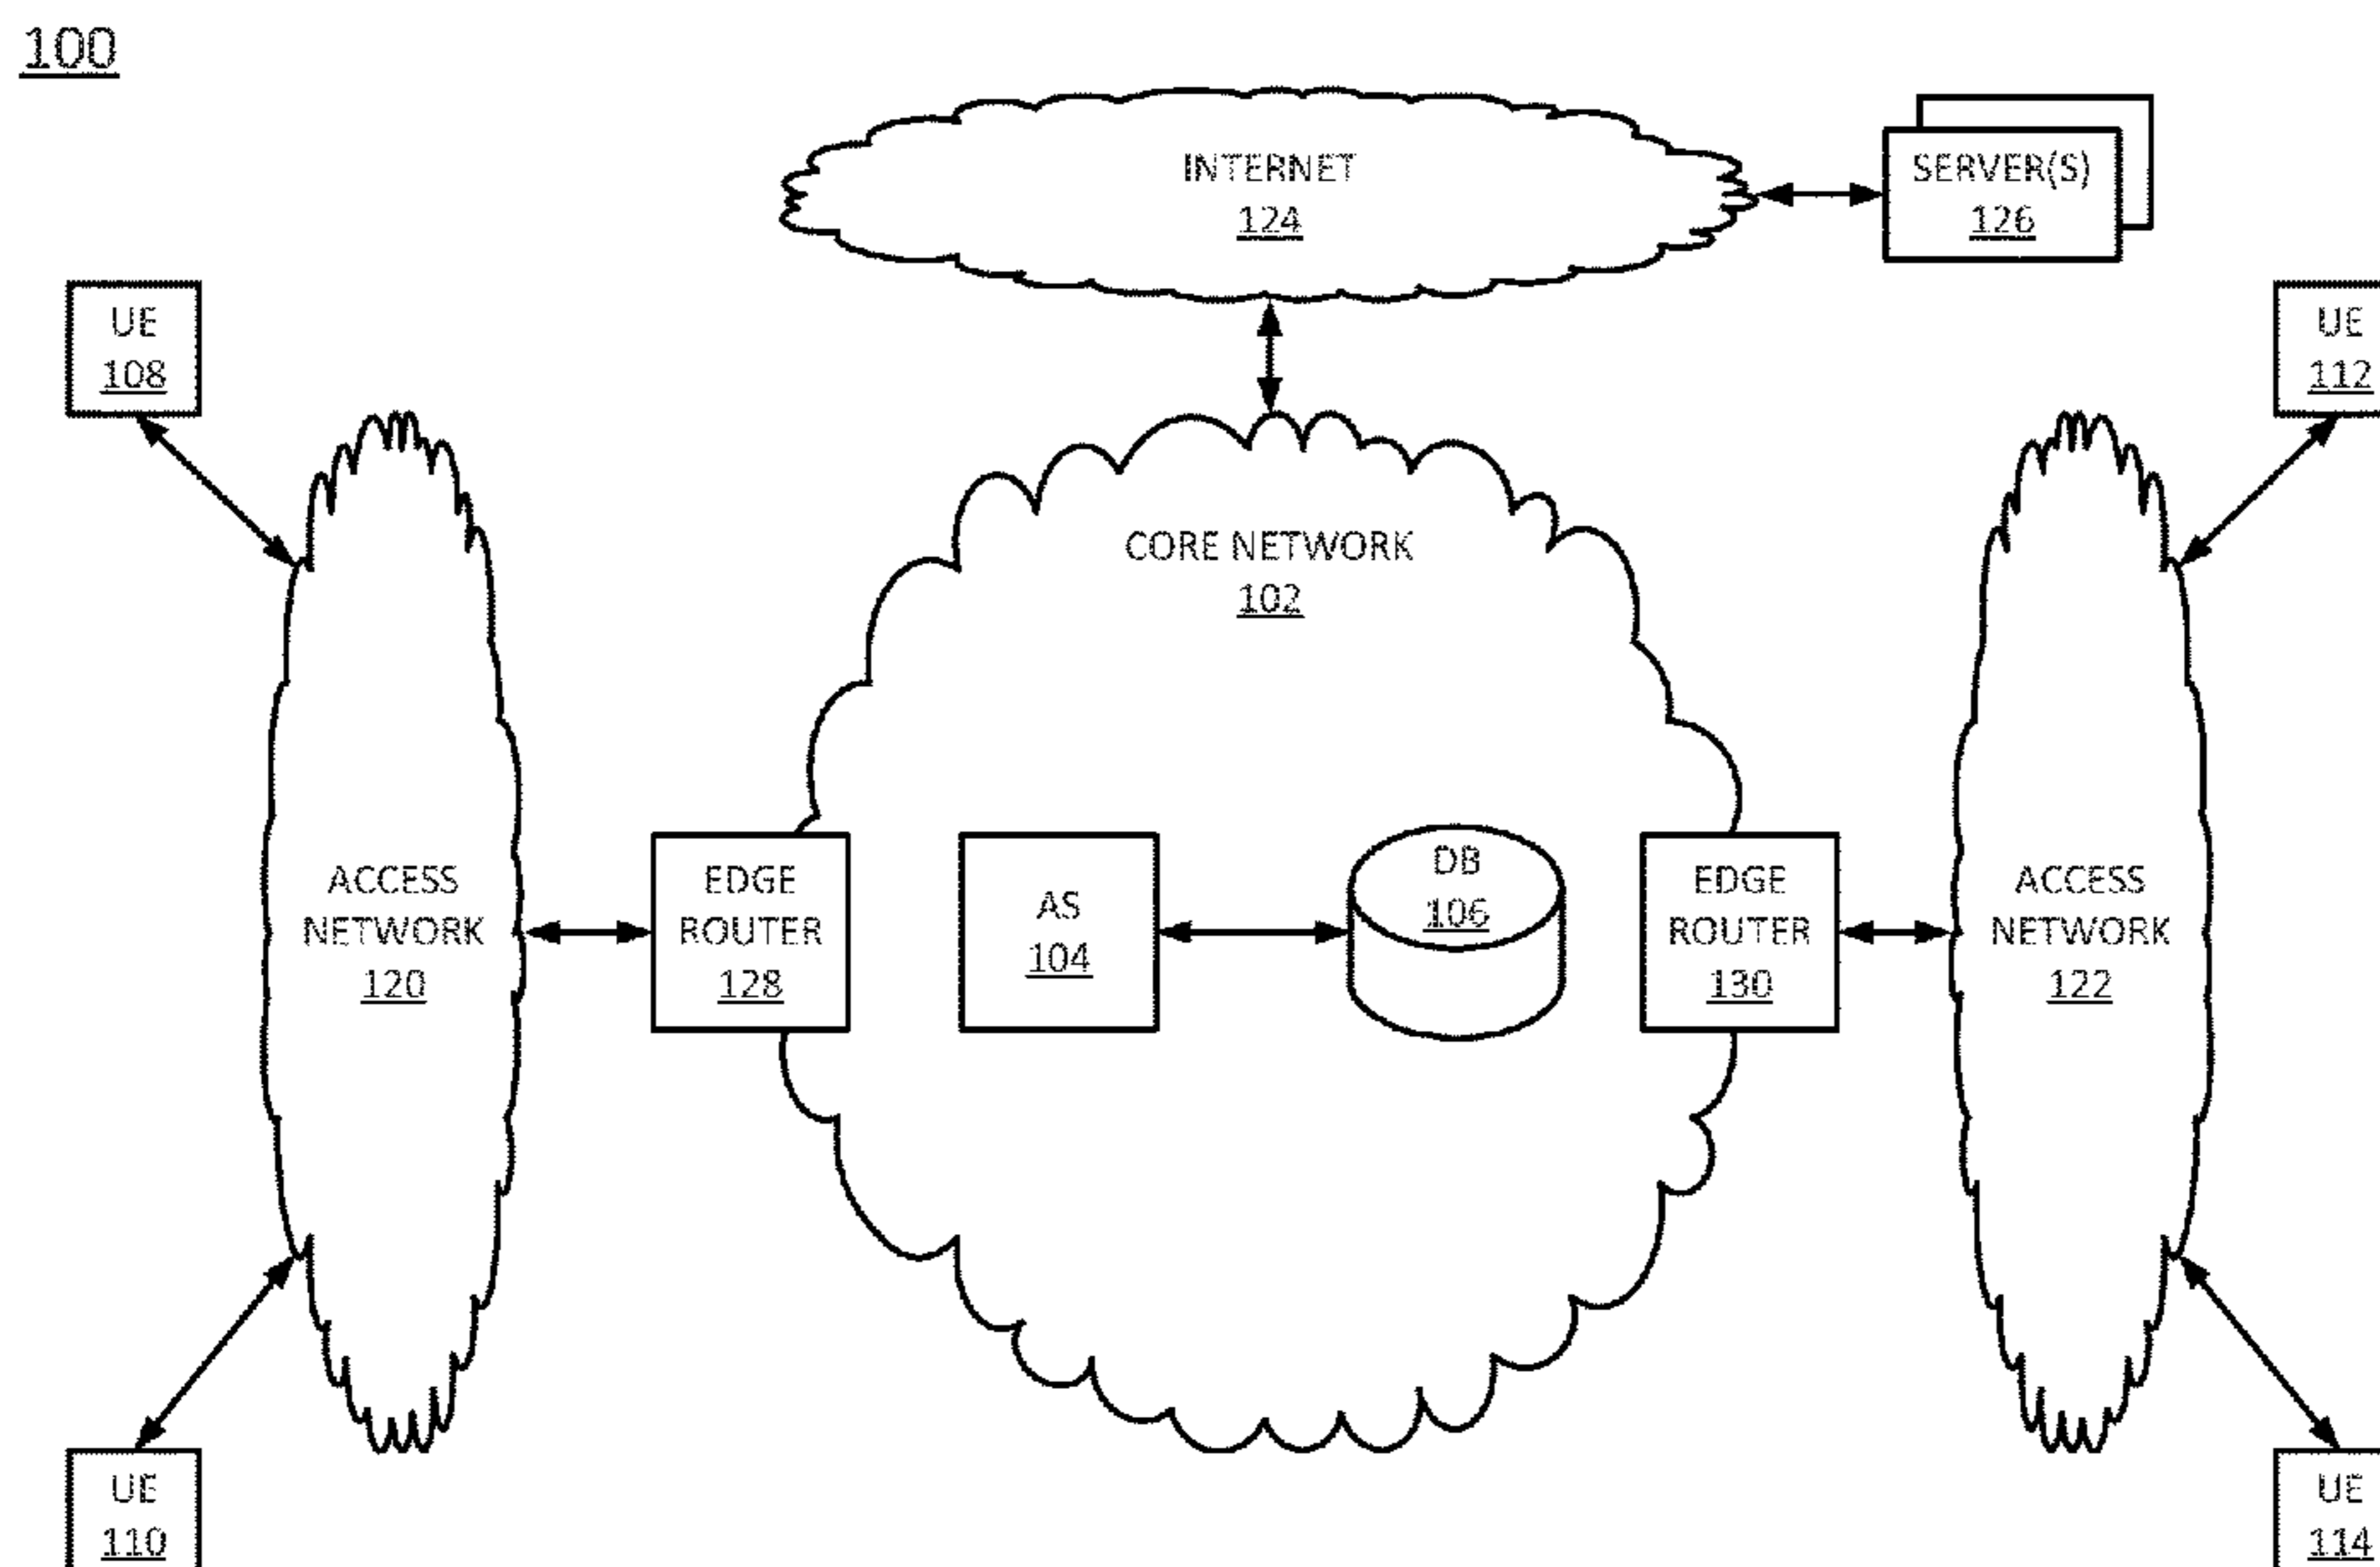 100
INTERNET
124
SERVER(S)
126
UE
108
UE
112
CORE NETWORK
102
ACCESS
NETWORK
120
EDGE
ROUTER
128
AS
104
DB
106
EDGE
ROUTER
130
ACCESS
NETWORK
122
UE
110
UE
114